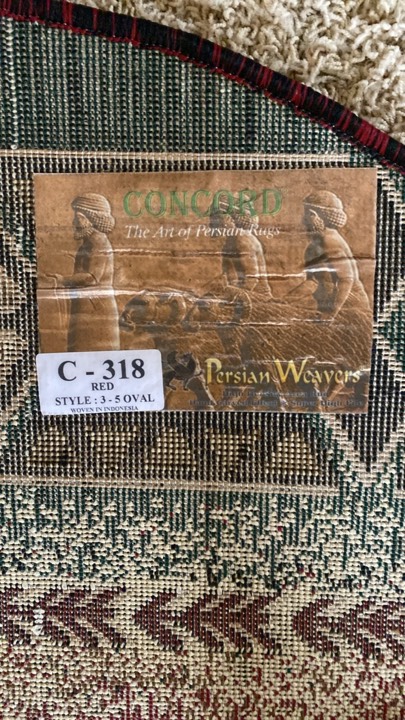 CONCORD
The Art of Persian Rugs
Persian Weavers
C - 318
RED
STYLE : 3 - 5 OVAL
WOVEN IN INDONESIA